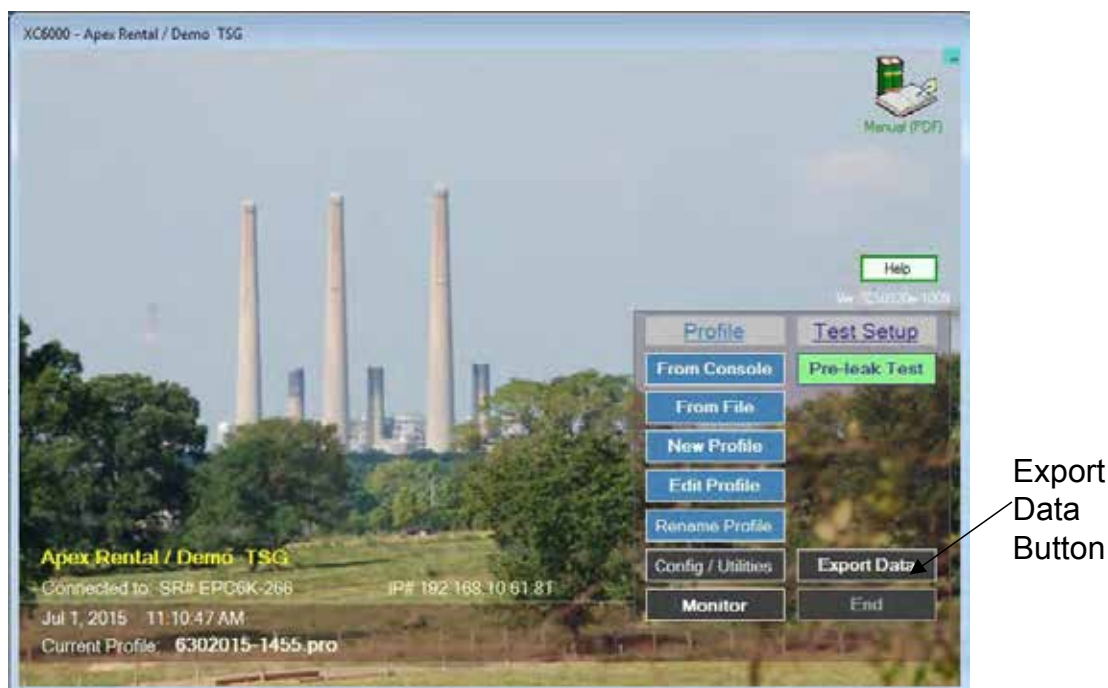 XC6000 - Apex Rental / Demo TSG
Manual (PDF)
Help
Profile
Test Setup
From Console
Pre-leak Test
From File
New Profile
Edit Profile
Rename Profile
Config / Utilities
Export Data
Monitor
End
Apex Rental / Demo TSG
Connected to: SR# EPC6K-266
IP# 192.168.10.61:81
Jul 1, 2015 11:10:47 AM
Current Profile: 6302015-1455.pro
Export
Data
Button